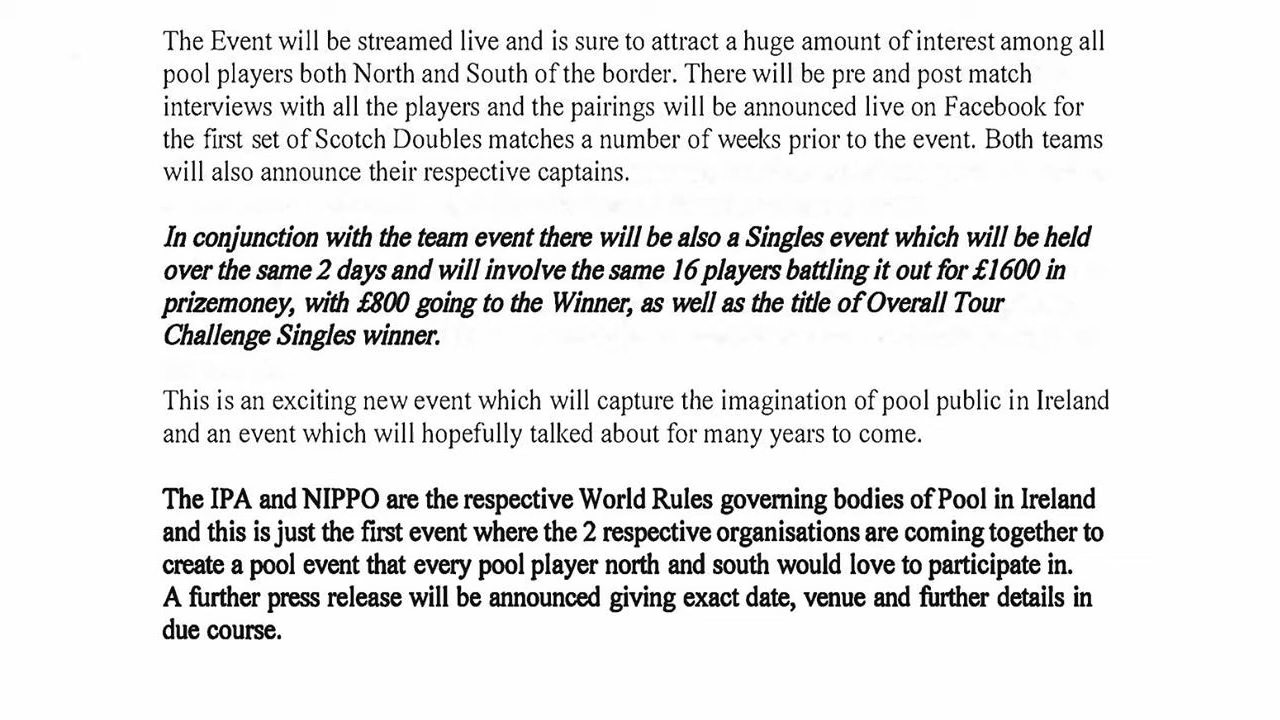 The Event will be streamed live and is sure to attract a huge amount of interest among all
pool players both North and South of the border. There will be pre and post match
interviews with all the players and the pairings will be announced live on Facebook for
the first set of Scotch Doubles matches a number of weeks prior to the event. Both teams
will also announce their respective captains.
In conjunction with the team event there will be also a Singles event which will be held
over the same 2 days and will involve the same 16 players battling it out for £1600 in
prizemoney, with £800 going to the Winner, as well as the title of Overall Tour
Challenge Singles winner.
This is an exciting new event which will capture the imagination of pool public in Ireland
and an event which will hopefully talked about for many years to come.
The IPA and NIPPO are the respective World Rules governing bodies of Pool in Ireland
and this is just the first event where the 2 respective organisations are coming together to
create a pool event that every pool player north and south would love to participate in.
A further press release will be announced giving exact date, venue and further details in
due course.